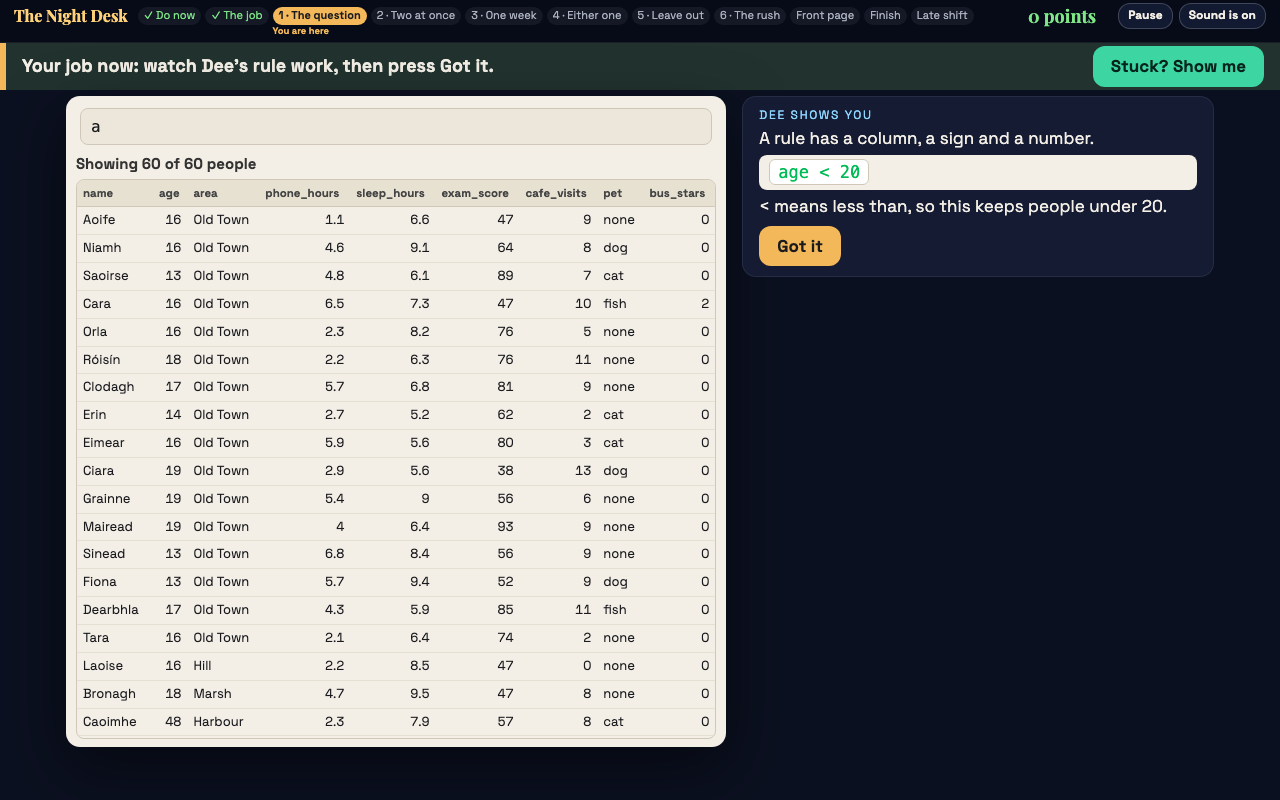 The Night Desk ✓ Do now ✓ The job 1 · The question 2 · Two at once 3 · One week 4 · Either one 5 · Leave out 6 · The rush Front page Finish Late shift 0 points Pause Sound is on
You are here
Your job now: watch Dee's rule work, then press Got it. Stuck? Show me
a
Showing 60 of 60 people
name age area phone_hours sleep_hours exam_score cafe_visits pet bus_stars
Aoife 16 Old Town 1.1 6.6 47 9 none 0
Niamh 16 Old Town 4.6 9.1 64 8 dog 0
Saoirse 13 Old Town 4.8 6.1 89 7 cat 0
Cara 16 Old Town 6.5 7.3 47 10 fish 2
Orla 16 Old Town 2.3 8.2 76 5 none 0
Róisín 18 Old Town 2.2 6.3 76 11 none 0
Clodagh 17 Old Town 5.7 6.8 81 9 none 0
Erin 14 Old Town 2.7 5.2 62 2 cat 0
Eimear 16 Old Town 5.9 5.6 80 3 cat 0
Ciara 19 Old Town 2.9 5.6 38 13 dog 0
Grainne 19 Old Town 5.4 9 56 6 none 0
Mairead 19 Old Town 4 6.4 93 9 none 0
Sinead 13 Old Town 6.8 8.4 56 9 none 0
Fiona 13 Old Town 5.7 9.4 52 9 dog 0
Dearbhla 17 Old Town 4.3 5.9 85 11 fish 0
Tara 16 Old Town 2.1 6.4 74 2 none 0
Laoise 16 Hill 2.2 8.5 47 0 none 0
Bronagh 18 Marsh 4.7 9.5 47 8 none 0
Caoimhe 48 Harbour 2.3 7.9 57 8 cat 0
DEE SHOWS YOU
A rule has a column, a sign and a number.
age < 20
< means less than, so this keeps people under 20.
Got it